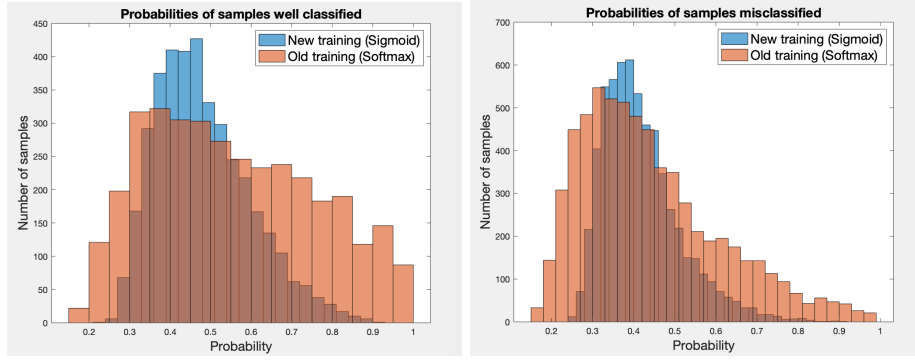 Probabilities of samples well classified
New training (Sigmoid)
Old training (Softmax)
Number of samples
450
400
350
300
250
200
150
100
50
0
0.2 0.3 0.4 0.5 0.6 0.7 0.8 0.9 1
Probability
Probabilities of samples misclassified
New training (Sigmoid)
Old training (Softmax)
Number of samples
700
600
500
400
300
200
100
0
0.2 0.3 0.4 0.5 0.6 0.7 0.8 0.9 1
Probability